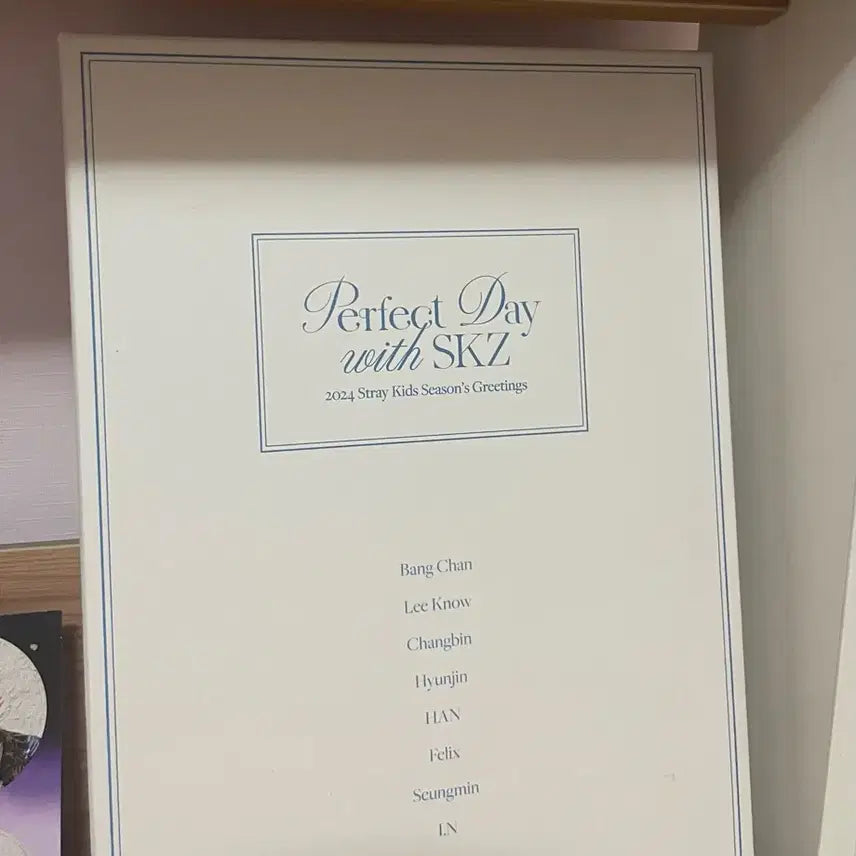 Perfect Day
with SKZ
2024 Stray Kids Season's Greetings
Bang Chan
Lee Know
Changbin
Hyunjin
HAN
Felix
Seungmin
I.N